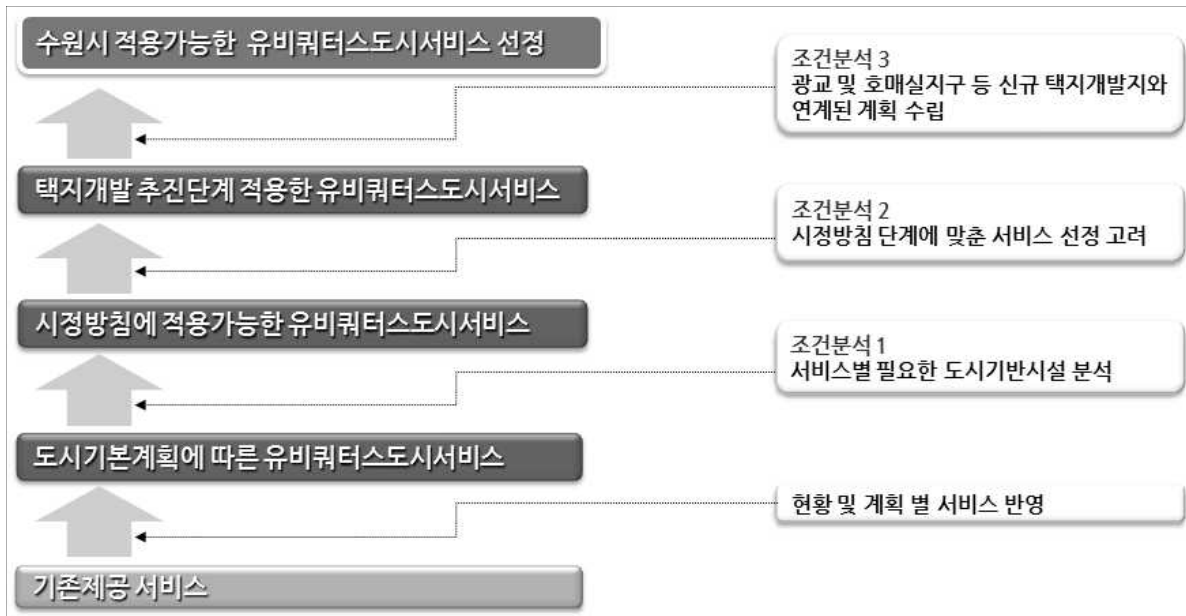 수원시 적용가능한 유비쿼터스도시서비스 선정
조건분석 3
광교 및 호매실지구 등 신규 택지개발지와
연계된 계획 수립
택지개발 추진단계 적용한 유비쿼터스도시서비스
조건분석 2
시정방침 단계에 맞춘 서비스 선정 고려
시정방침에 적용가능한 유비쿼터스도시서비스
조건분석 1
서비스별 필요한 도시기반시설 분석
도시기본계획에 따른 유비쿼터스도시서비스
현황 및 계획 별 서비스 반영
기존제공 서비스